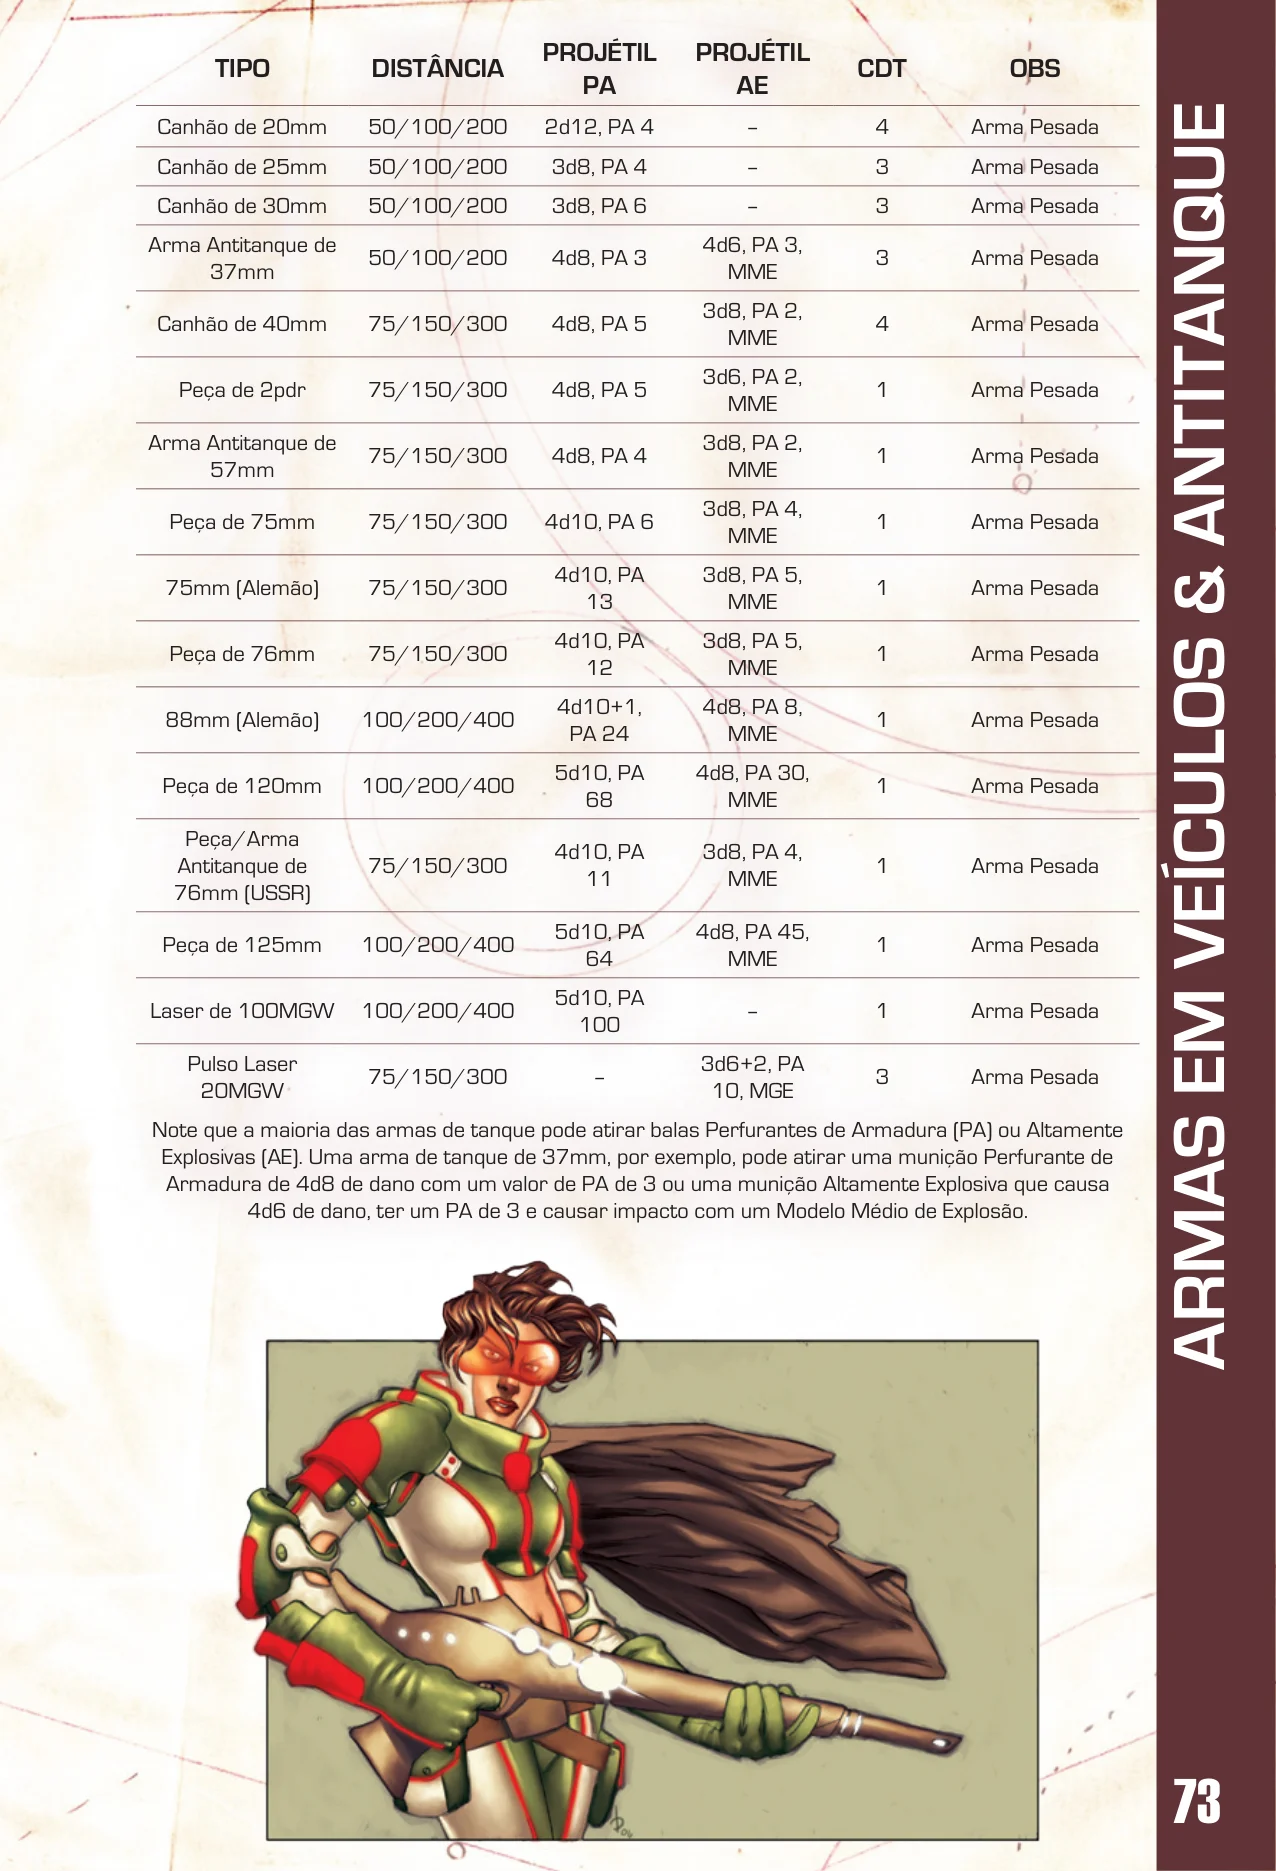 TIPO DISTÂNCIA PROJÉTIL PA PROJÉTIL AE CDT OBS
Canhão de 20mm 50/100/200 2d12, PA 4 – 4 Arma Pesada
Canhão de 25mm 50/100/200 3d8, PA 4 – 3 Arma Pesada
Canhão de 30mm 50/100/200 3d8, PA 6 – 3 Arma Pesada
Arma Antitanque de 37mm 50/100/200 4d8, PA 3 4d6, PA 3, MME 3 Arma Pesada
Canhão de 40mm 75/150/300 4d8, PA 5 3d8, PA 2, MME 4 Arma Pesada
Peça de 2pdr 75/150/300 4d8, PA 5 3d6, PA 2, MME 1 Arma Pesada
Arma Antitanque de 57mm 75/150/300 4d8, PA 4 3d8, PA 2, MME 1 Arma Pesada
Peça de 75mm 75/150/300 4d10, PA 6 3d8, PA 4, MME 1 Arma Pesada
75mm (Alemão) 75/150/300 4d10, PA 13 3d8, PA 5, MME 1 Arma Pesada
Peça de 76mm 75/150/300 4d10, PA 12 3d8, PA 5, MME 1 Arma Pesada
88mm (Alemão) 100/200/400 4d10+1, PA 24 4d8, PA 8, MME 1 Arma Pesada
Peça de 120mm 100/200/400 5d10, PA 68 4d8, PA 30, MME 1 Arma Pesada
Peça/Arma Antitanque de 76mm (USSR) 75/150/300 4d10, PA 11 3d8, PA 4, MME 1 Arma Pesada
Peça de 125mm 100/200/400 5d10, PA 64 4d8, PA 45, MME 1 Arma Pesada
Laser de 100MGW 100/200/400 5d10, PA 100 – 1 Arma Pesada
Pulso Laser 20MGW 75/150/300 – 3d6+2, PA 10, MGE 3 Arma Pesada
Note que a maioria das armas de tanque pode atirar balas Perfurantes de Armadura (PA) ou Altamente
Explosivas (AE). Uma arma de tanque de 37mm, por exemplo, pode atirar uma munição Perfurante de
Armadura de 4d8 de dano com um valor de PA de 3 ou uma munição Altamente Explosiva que causa
4d6 de dano, ter um PA de 3 e causar impacto com um Modelo Médio de Explosão.
ARMAS EM VEÍCULOS & ANTITANQUE
73